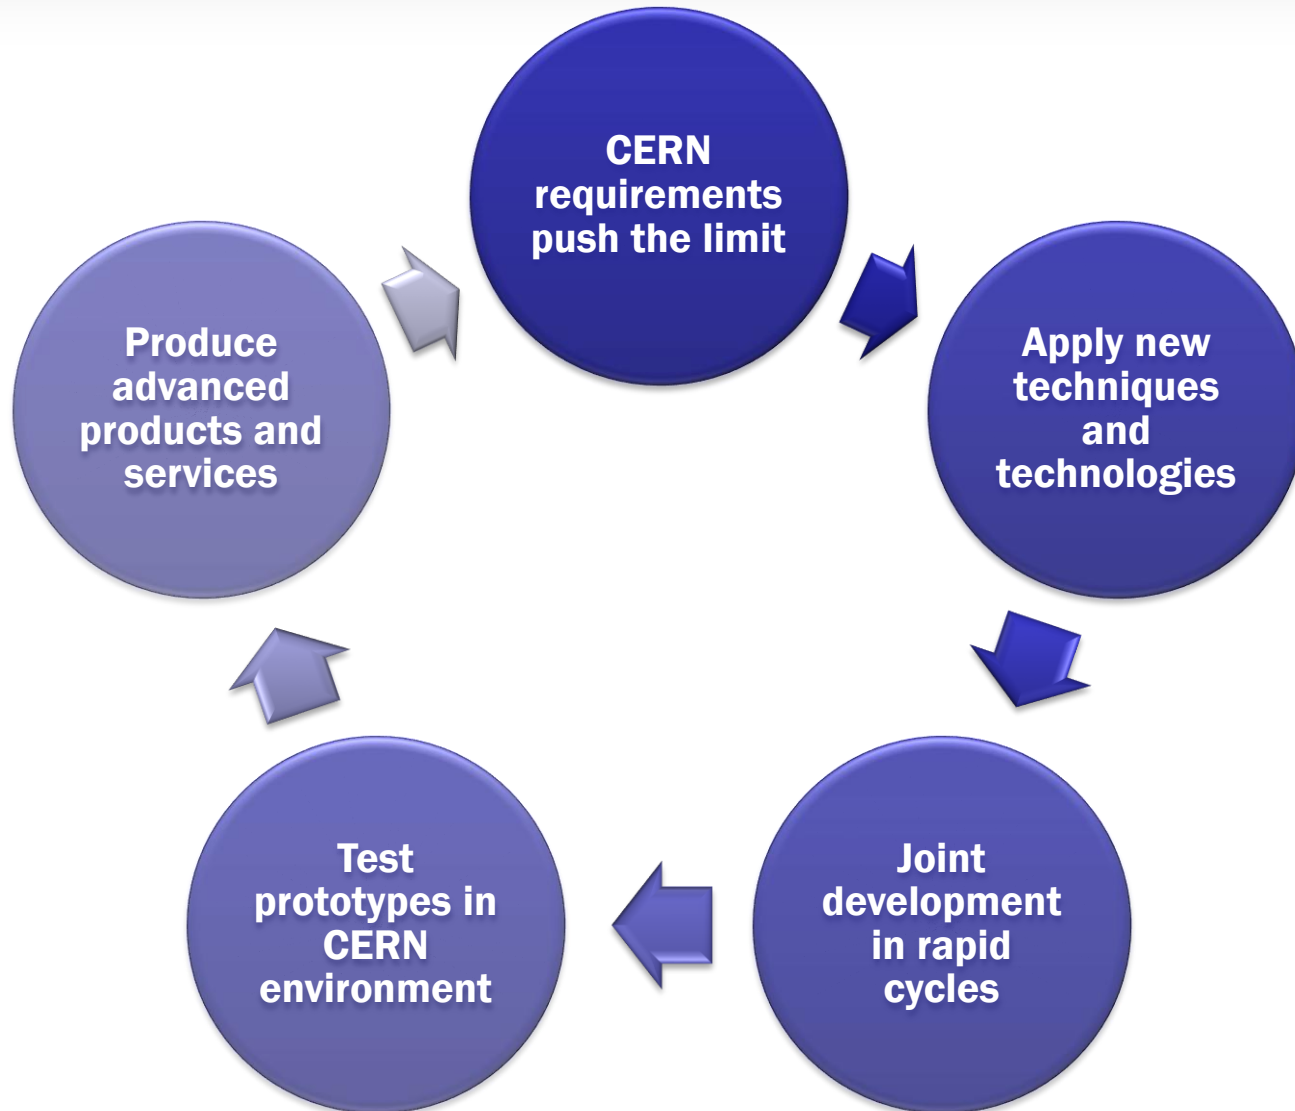 CERN
requirements
push the limit
Apply new
techniques
and
technologies
Joint
development
in rapid
cycles
Test
prototypes in
CERN
environment
Produce
advanced
products and
services